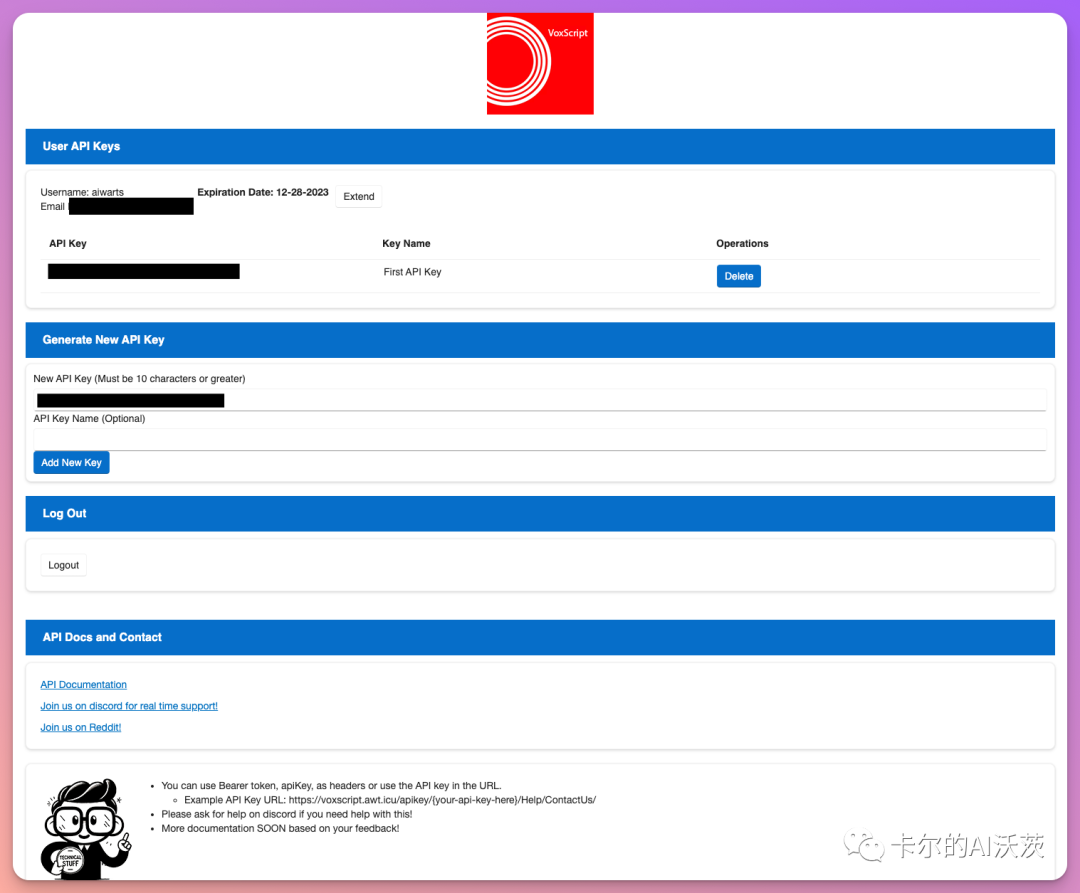 VoxScript
User API Keys
Username: aiwarts
Expiration Date: 12-28-2023
Extend
Email
API Key
Key Name
Operations
First API Key
Delete
Generate New API Key
New API Key (Must be 10 characters or greater)
API Key Name (Optional)
Add New Key
Log Out
Logout
API Docs and Contact
API Documentation
Join us on discord for real time support!
Join us on Reddit!
You can use Bearer token, apiKey, as headers or use the API key in the URL.
Example API Key URL: https://voxscript.awt.icu/apikey/{your-api-key-here}/Help/ContactUs/
Please ask for help on discord if you need help with this!
More documentation SOON based on your feedback!
TECHNICAL
STUFF
卡尔的AI沃茨